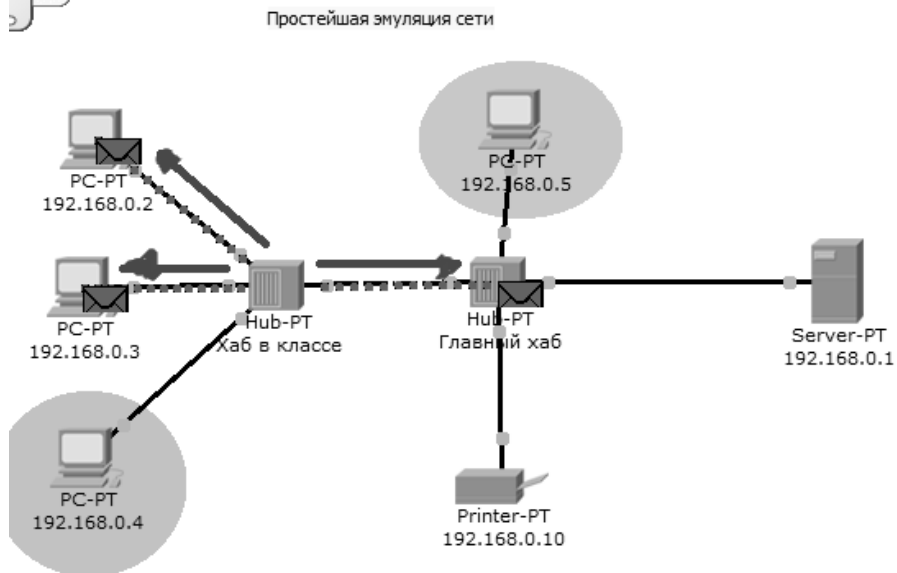 Простейшая эмуляция сети
PC-PT
192.168.0.5
PC-PT
192.168.0.2
PC-PT
192.168.0.3
Hub-PT
Хаб в классе
Hub-PT
Главный хаб
Server-PT
192.168.0.1
PC-PT
192.168.0.4
Printer-PT
192.168.0.10